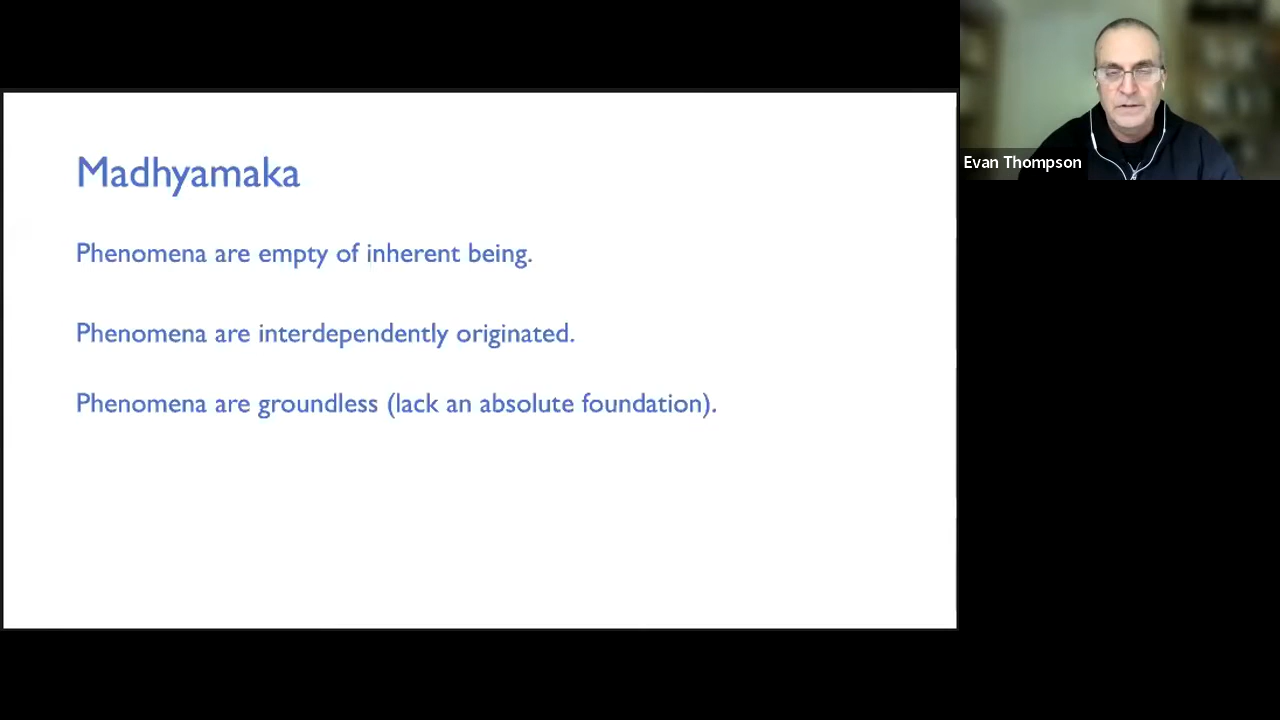 Madhyamaka
Phenomena are empty of inherent being.
Phenomena are interdependently originated.
Phenomena are groundless (lack an absolute foundation).
Evan Thompson